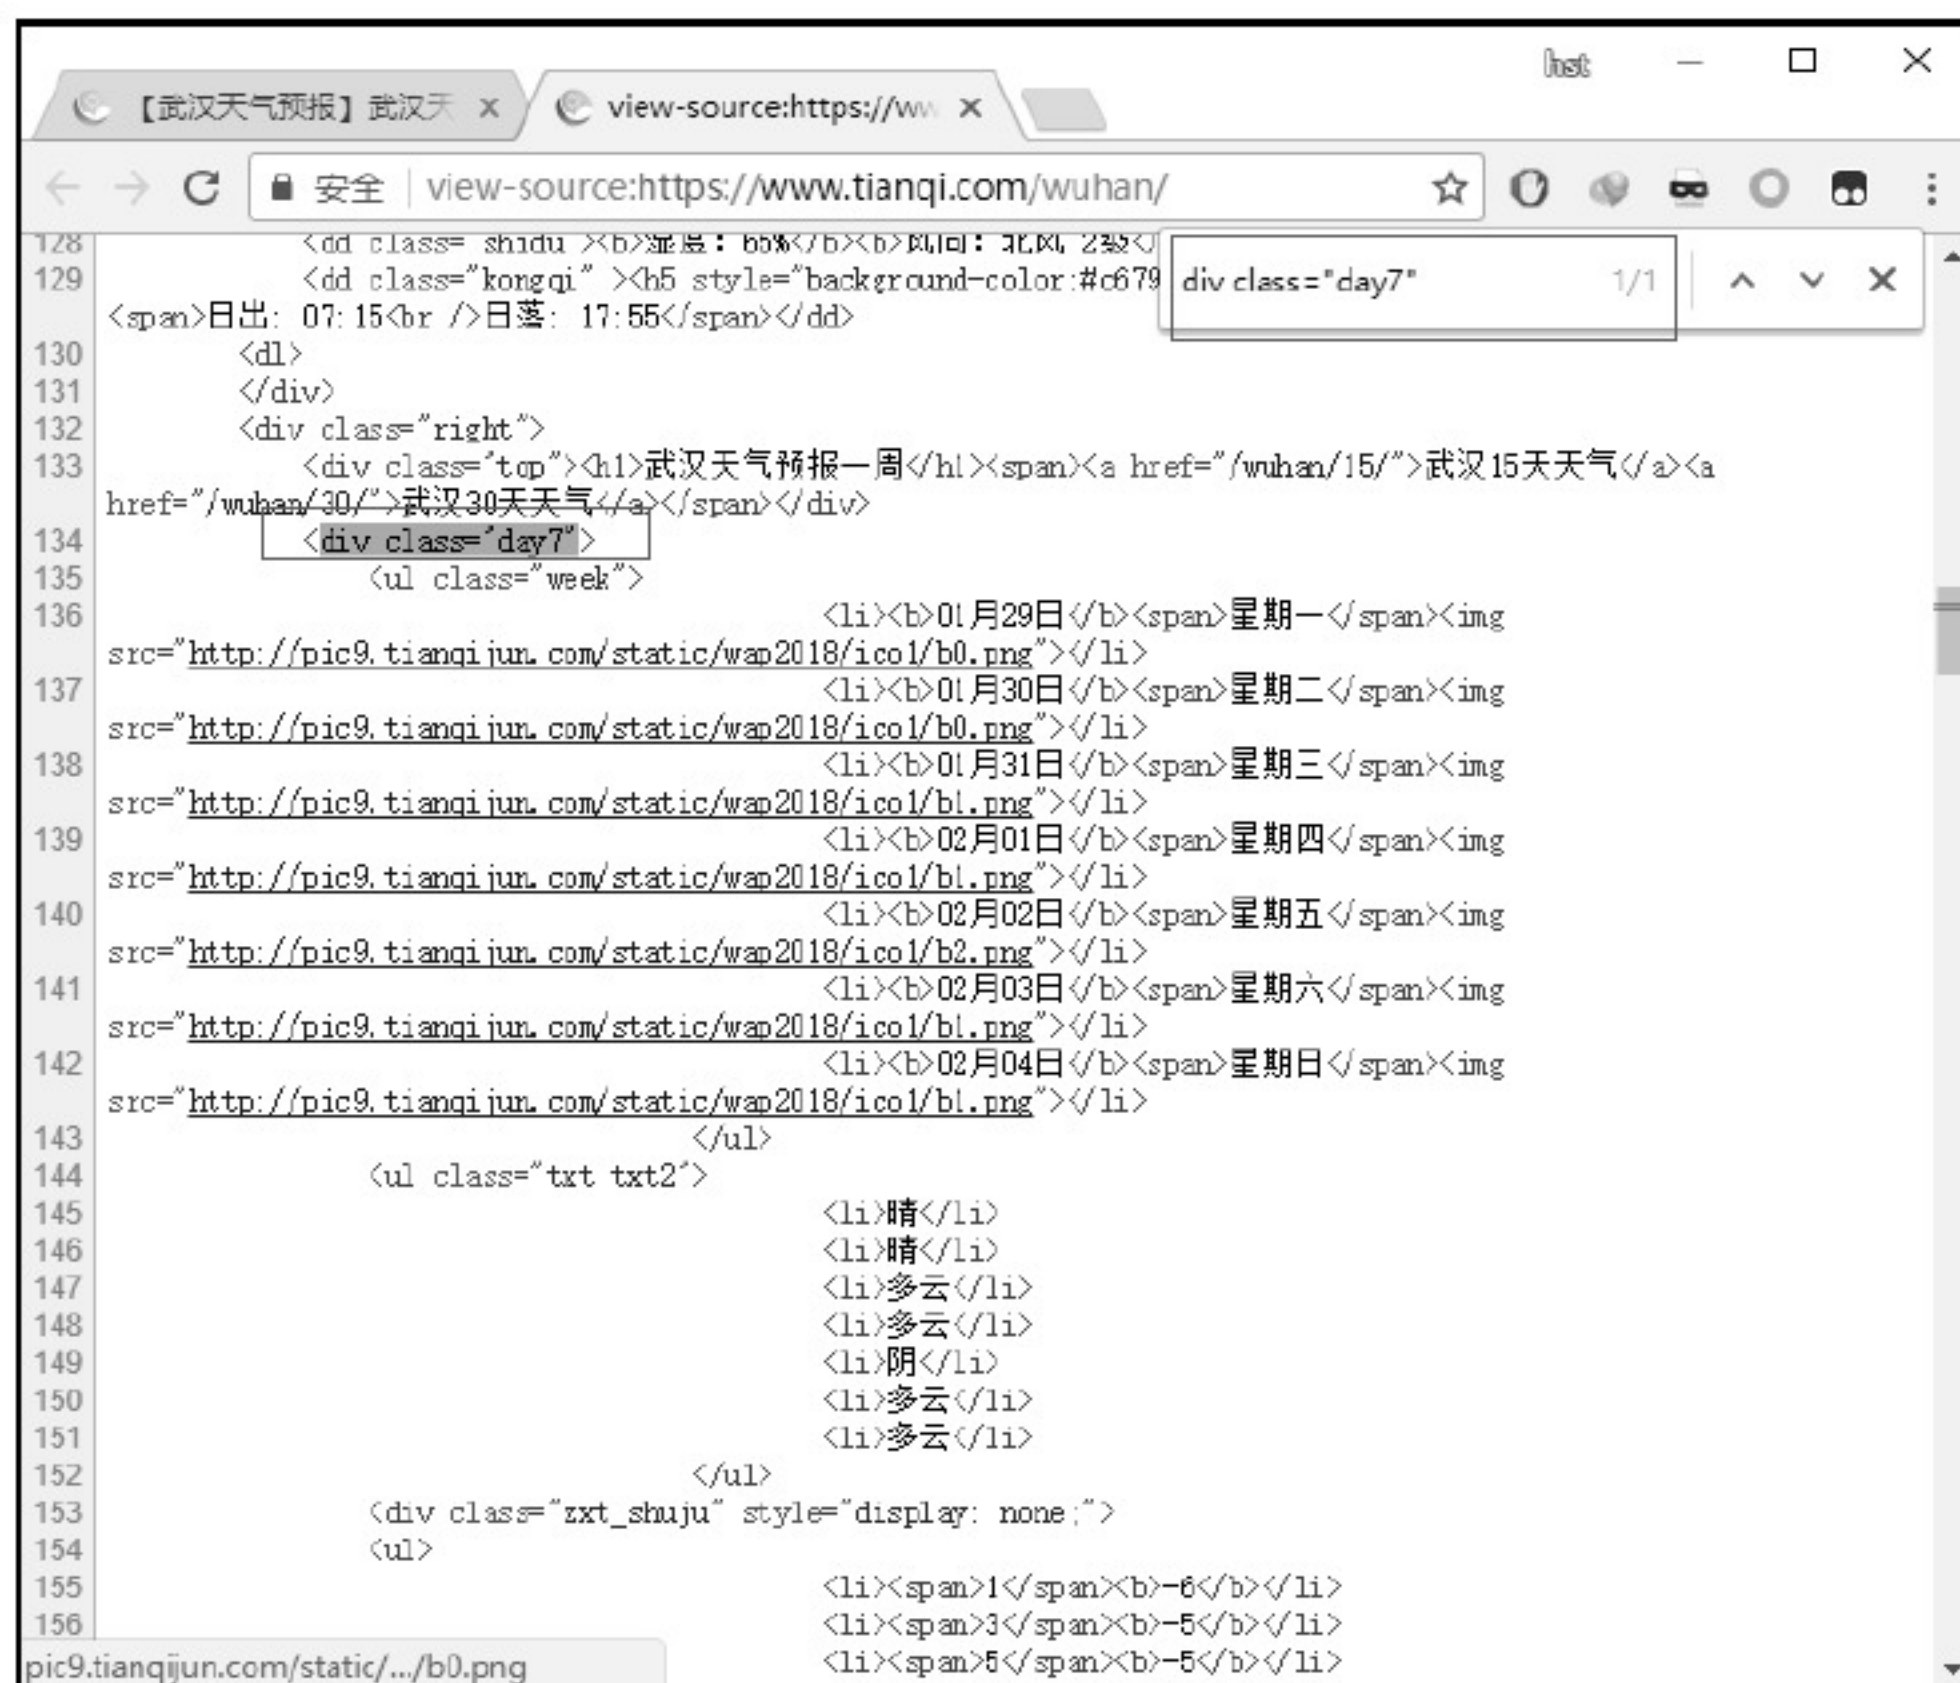 hst
【武汉天气预报】武汉天
view-source:https://ww
安全 view-source:https://www.tianqi.com/wuhan/
div class="day7" 1/1
128 <dd class="shidu"><b>湿度：65%</b><b>风向：北风 2级</
129 <dd class="kongqi" ><h5 style="background-color:#c679
<span>日出: 07:15<br />日落: 17:55</span></dd>
130 <dl>
131 </div>
132 <div class="right">
133 <div class="top"><h1>武汉天气预报一周</h1><span><a href="/wuhan/15/">武汉15天天气</a><a
href="/wuhan/30/">武汉30天天气</a></span></div>
134 <div class="day7">
135 <ul class="week">
136 <li><b>01月29日</b><span>星期一</span><img
src="http://pic9.tianqijun.com/static/wap2018/ico1/b0.png"></li>
137 <li><b>01月30日</b><span>星期二</span><img
src="http://pic9.tianqijun.com/static/wap2018/ico1/b0.png"></li>
138 <li><b>01月31日</b><span>星期三</span><img
src="http://pic9.tianqijun.com/static/wap2018/ico1/b1.png"></li>
139 <li><b>02月01日</b><span>星期四</span><img
src="http://pic9.tianqijun.com/static/wap2018/ico1/b1.png"></li>
140 <li><b>02月02日</b><span>星期五</span><img
src="http://pic9.tianqijun.com/static/wap2018/ico1/b2.png"></li>
141 <li><b>02月03日</b><span>星期六</span><img
src="http://pic9.tianqijun.com/static/wap2018/ico1/b1.png"></li>
142 <li><b>02月04日</b><span>星期日</span><img
src="http://pic9.tianqijun.com/static/wap2018/ico1/b1.png"></li>
143 </ul>
144 <ul class="txt txt2">
145 <li>晴</li>
146 <li>晴</li>
147 <li>多云</li>
148 <li>多云</li>
149 <li>阴</li>
150 <li>多云</li>
151 <li>多云</li>
152 </ul>
153 <div class="zxt_shuju" style="display: none;">
154 <ul>
155 <li><span>1</span><b>-6</b></li>
156 <li><span>3</span><b>-5</b></li>
<li><span>5</span><b>-5</b></li>
pic9.tianqijun.com/static/.../b0.png